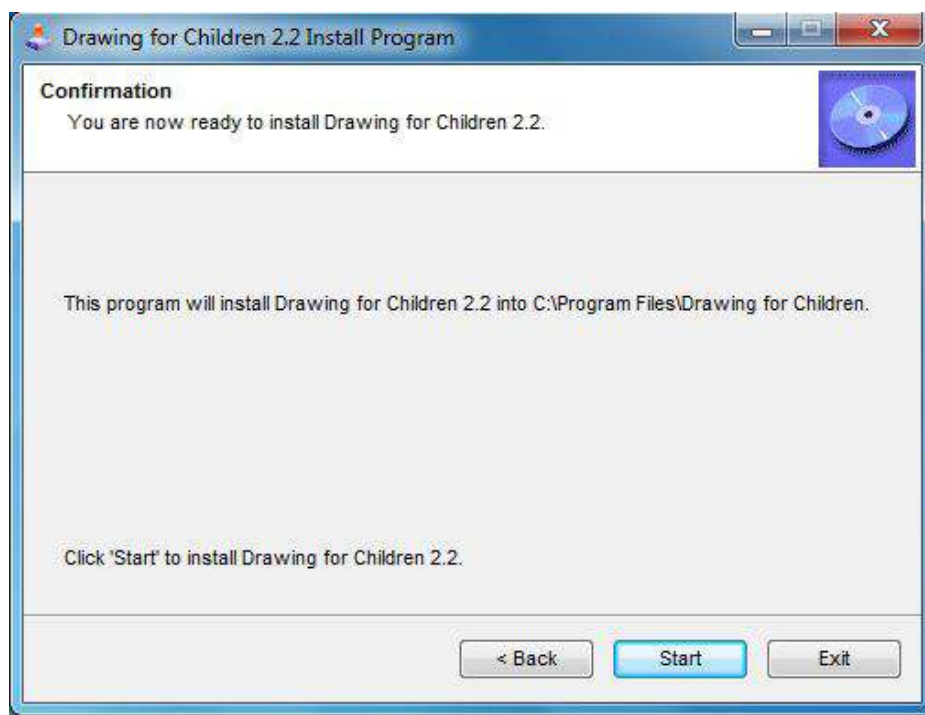 Drawing for Children 2.2 Install Program
Confirmation
You are now ready to install Drawing for Children 2.2.
This program will install Drawing for Children 2.2 into C:\Program Files\Drawing for Children.
Click 'Start' to install Drawing for Children 2.2.
< Back Start Exit